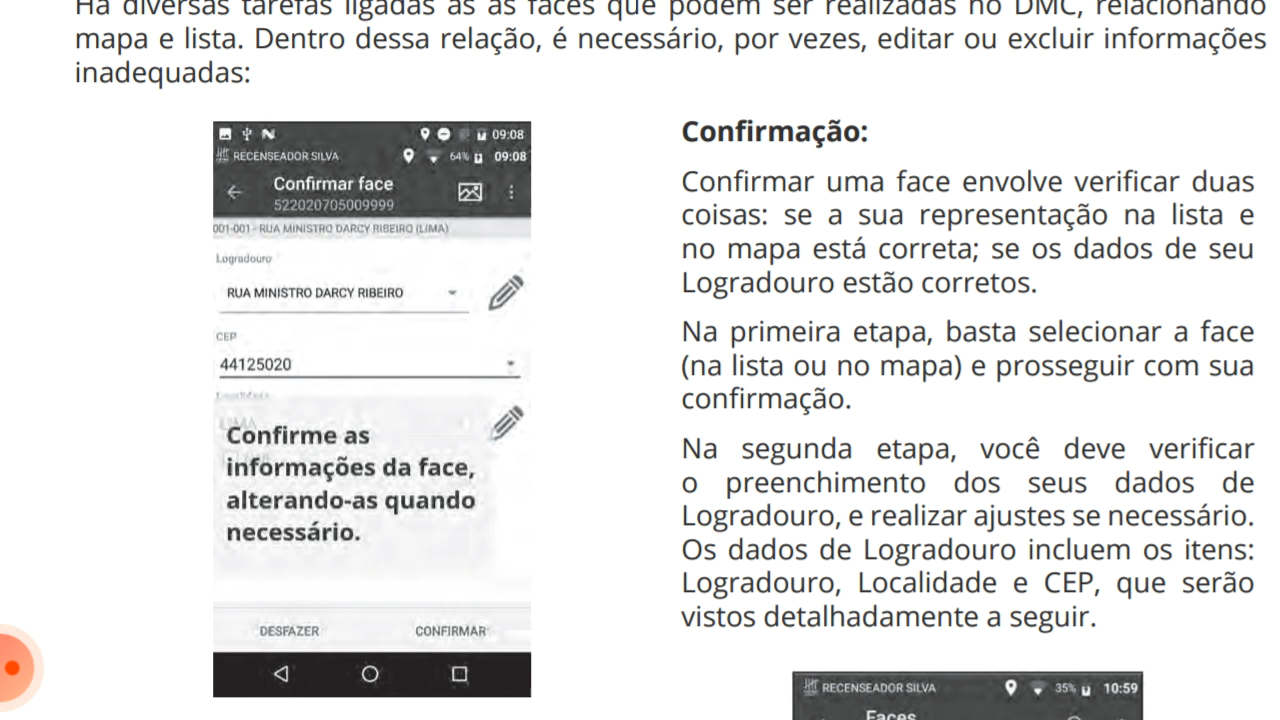 Há diversas tarefas ligadas às as faces que podem ser realizadas no DMC, relacionando
mapa e lista. Dentro dessa relação, é necessário, por vezes, editar ou excluir informações
inadequadas:
09:08
RECENSEADOR SILVA 64% 09:08
Confirmar face
522020705009999
001-001 - RUA MINISTRO DARCY RIBEIRO (LIMA)
Logradouro
RUA MINISTRO DARCY RIBEIRO
CEP
44125020
Localidade
Confirme as
informações da face,
alterando-as quando
necessário.
DESFAZER CONFIRMAR
Confirmação:
Confirmar uma face envolve verificar duas
coisas: se a sua representação na lista e
no mapa está correta; se os dados de seu
Logradouro estão corretos.
Na primeira etapa, basta selecionar a face
(na lista ou no mapa) e prosseguir com sua
confirmação.
Na segunda etapa, você deve verificar
o preenchimento dos seus dados de
Logradouro, e realizar ajustes se necessário.
Os dados de Logradouro incluem os itens:
Logradouro, Localidade e CEP, que serão
vistos detalhadamente a seguir.
RECENSEADOR SILVA 35% 10:59
Faces